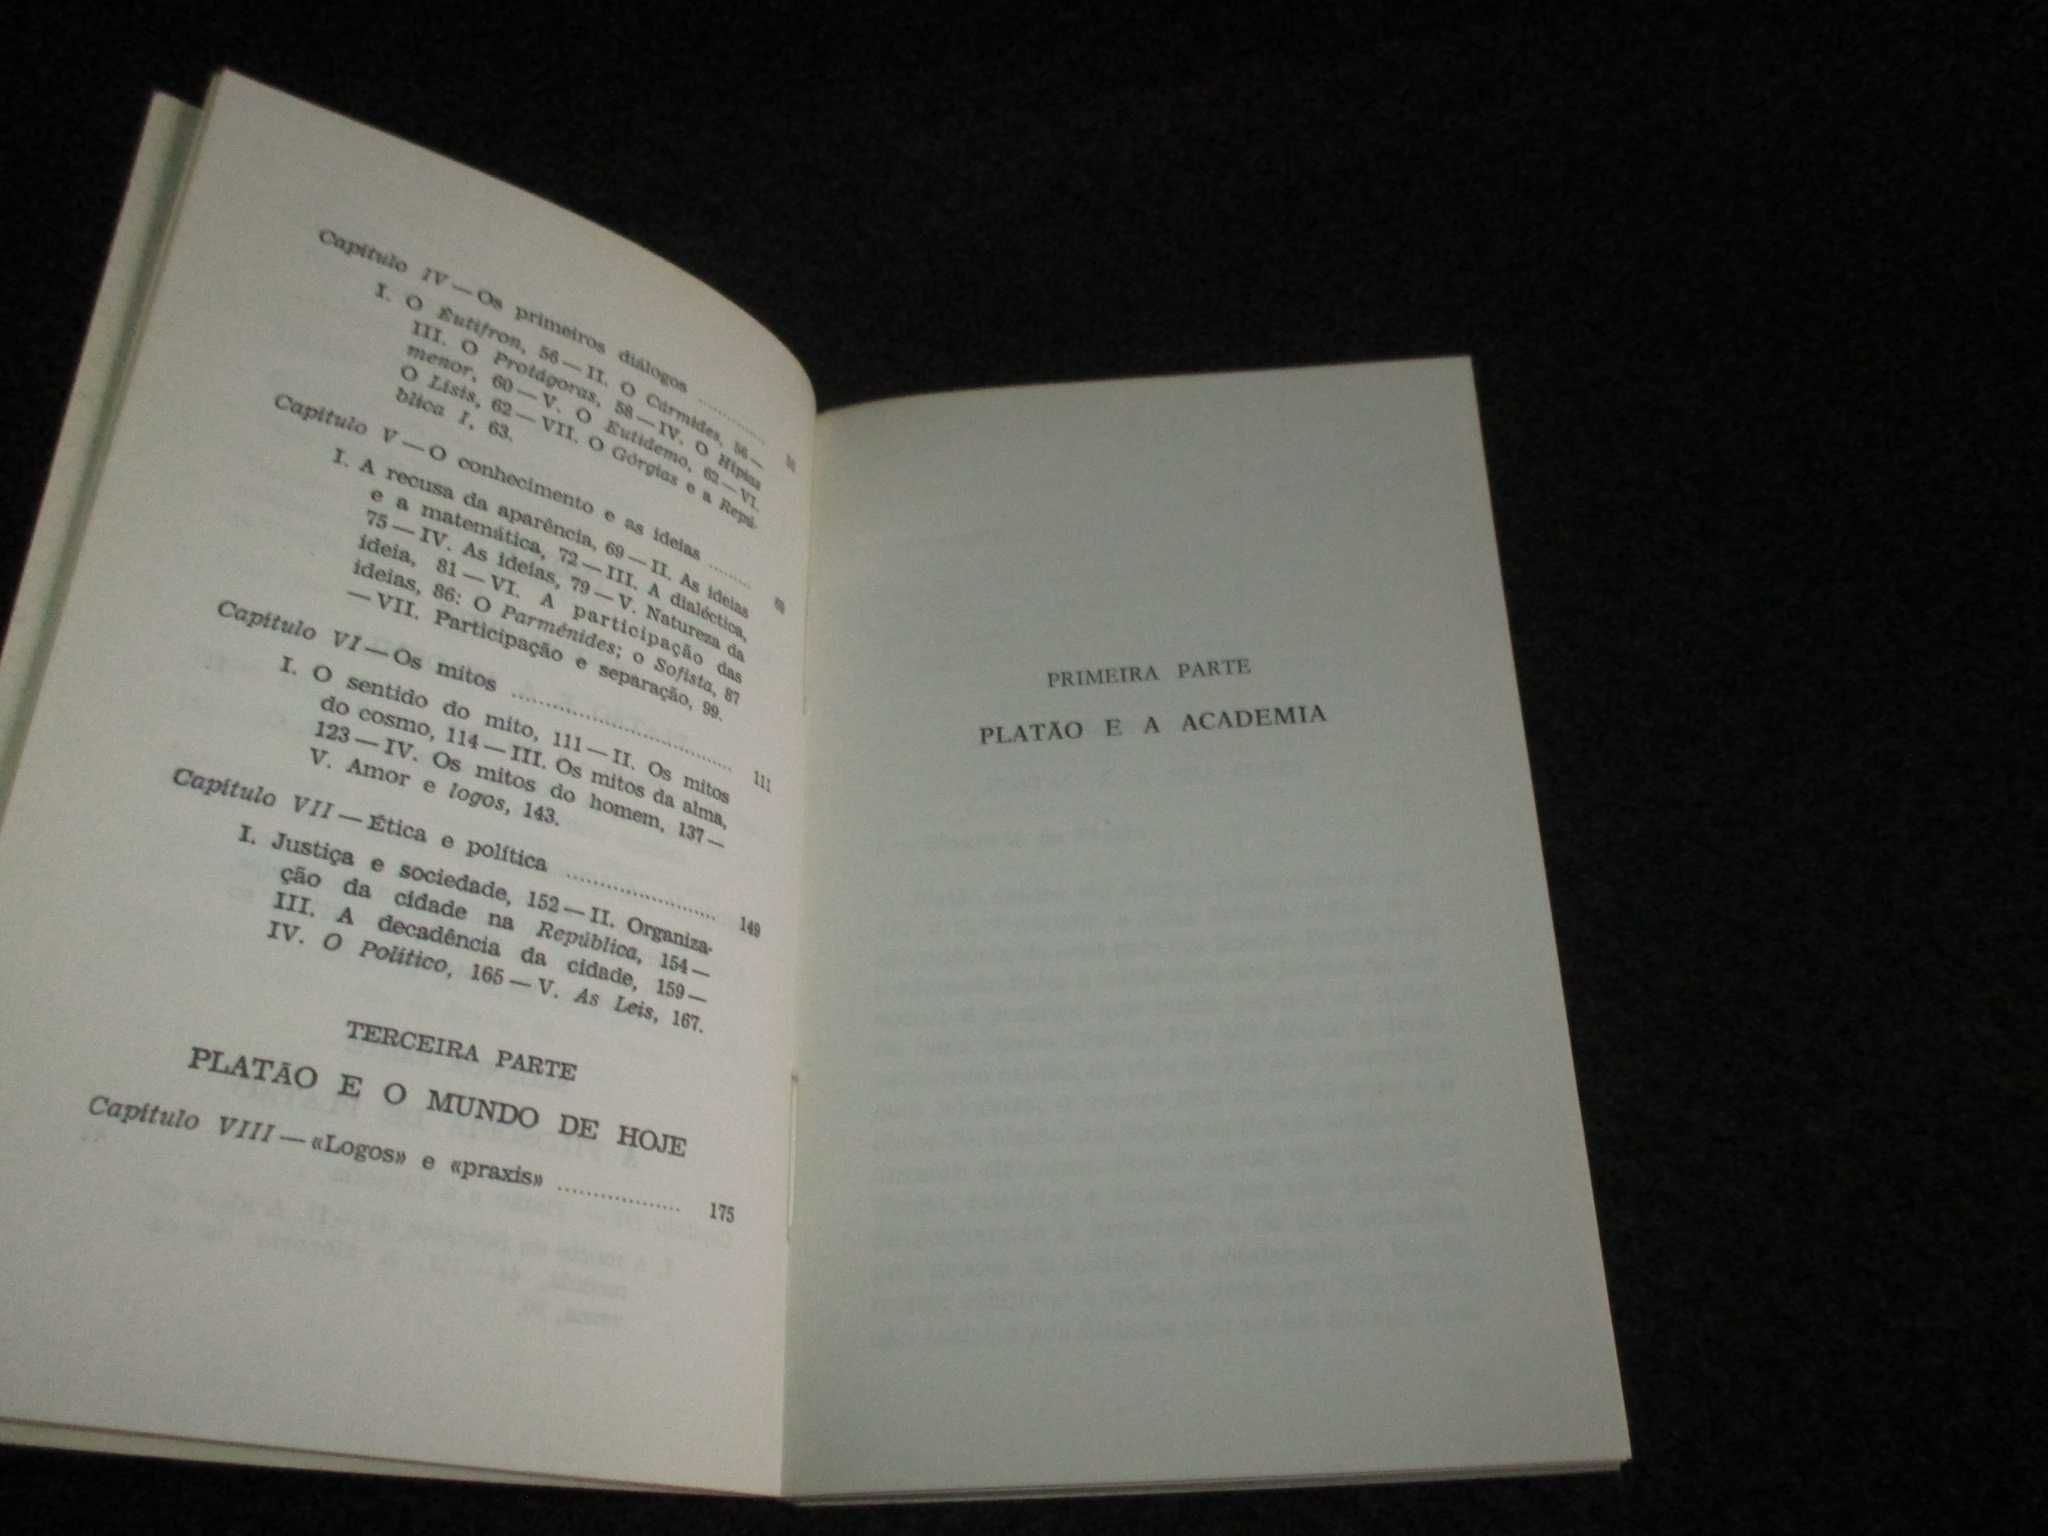 Capítulo IV — Os primeiros diálogos ............
I. O Êutifron, 56 — II. O Cármides, 56 —
III. O Protágoras, 58 — IV. O Hípias
menor, 60 — V. O Eutidemo, 62 — VI.
O Lísis, 62 — VII. O Górgias e a Repú-
blica I, 63.
Capítulo V — O conhecimento e as ideias ........ 69
I. A recusa da aparência, 69 — II. As ideias
e a matemática, 72 — III. A dialéctica,
75 — IV. As ideias, 79 — V. Natureza da
ideia, 81 — VI. A participação das
ideias, 86: O Parménides; o Sofista, 87
— VII. Participação e separação, 99.
Capítulo VI — Os mitos .............................. 111
I. O sentido do mito, 111 — II. Os mitos
do cosmo, 114 — III. Os mitos da alma,
123 — IV. Os mitos do homem, 137 —
V. Amor e logos, 143.
Capítulo VII — Ética e política ..................... 149
I. Justiça e sociedade, 152 — II. Organiza-
ção da cidade na República, 154 —
III. A decadência da cidade, 159 —
IV. O Político, 165 — V. As Leis, 167.
TERCEIRA PARTE
PLATÃO E O MUNDO DE HOJE
Capítulo VIII — «Logos» e «praxis» ................ 175
PRIMEIRA PARTE
PLATÃO E A ACADEMIA